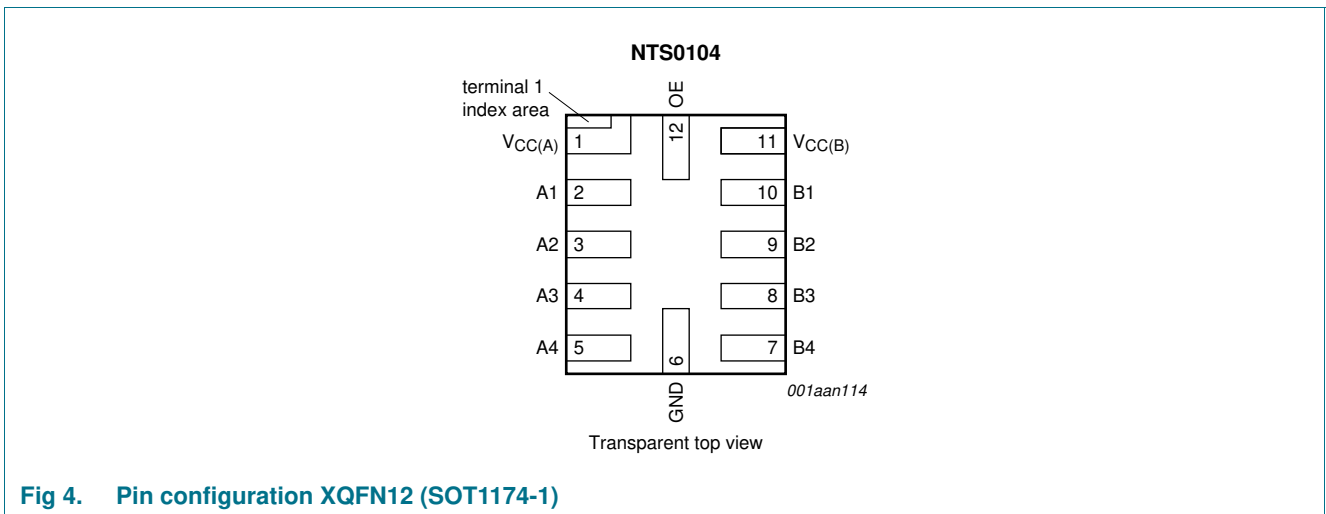 NTS0104
terminal 1
index area
OE
12
VCC(A) 1
11 VCC(B)
A1 2
10 B1
A2 3
9 B2
A3 4
8 B3
A4 5
7 B4
6
GND
001aan114
Transparent top view
Fig 4. Pin configuration XQFN12 (SOT1174-1)